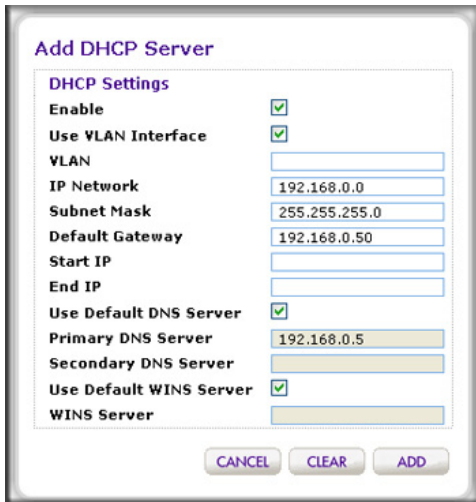 Add DHCP Server
DHCP Settings
Enable
Use VLAN Interface
VLAN
IP Network 192.168.0.0
Subnet Mask 255.255.255.0
Default Gateway 192.168.0.50
Start IP
End IP
Use Default DNS Server
Primary DNS Server 192.168.0.5
Secondary DNS Server
Use Default WINS Server
WINS Server
CANCEL CLEAR ADD